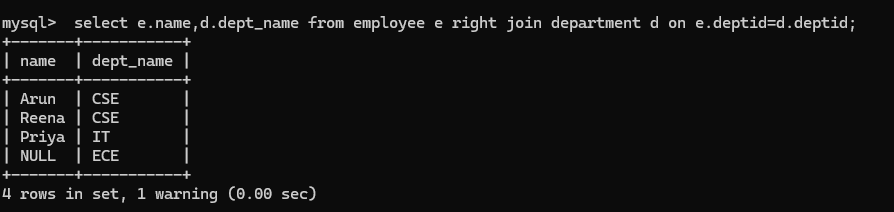 mysql>  select e.name,d.dept_name from employee e right join department d on e.deptid=d.deptid;
+-------+-----------+
| name  | dept_name |
+-------+-----------+
| Arun  | CSE       |
| Reena | CSE       |
| Priya | IT        |
| NULL  | ECE       |
+-------+-----------+
4 rows in set, 1 warning (0.00 sec)